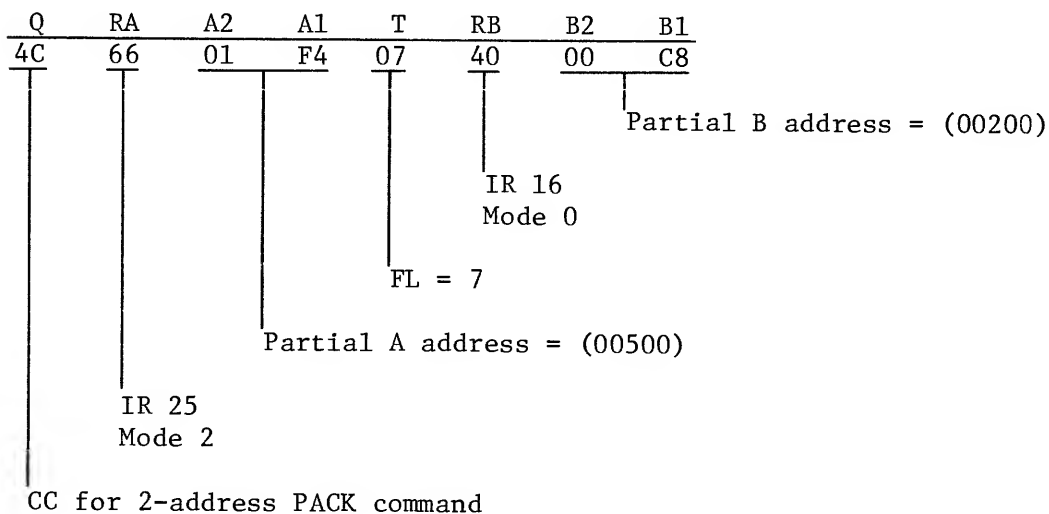 Q RA A2 A1 T RB B2 B1
4C 66 01 F4 07 40 00 C8
Partial B address = (00200)
IR 16
Mode 0
FL = 7
Partial A address = (00500)
IR 25
Mode 2
CC for 2-address PACK command